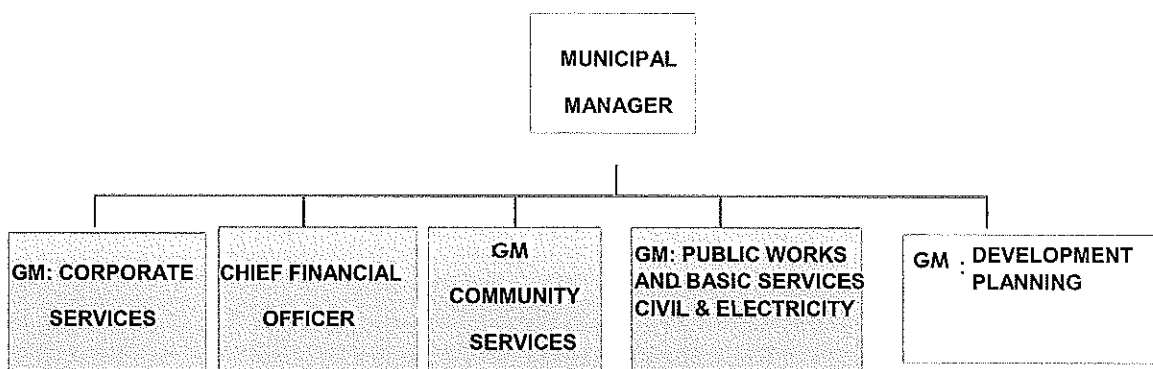 MUNICIPAL
MANAGER
GM: CORPORATE
SERVICES
CHIEF FINANCIAL
OFFICER
GM
COMMUNITY
SERVICES
GM: PUBLIC WORKS
AND BASIC SERVICES
CIVIL & ELECTRICITY
GM : DEVELOPMENT
PLANNING